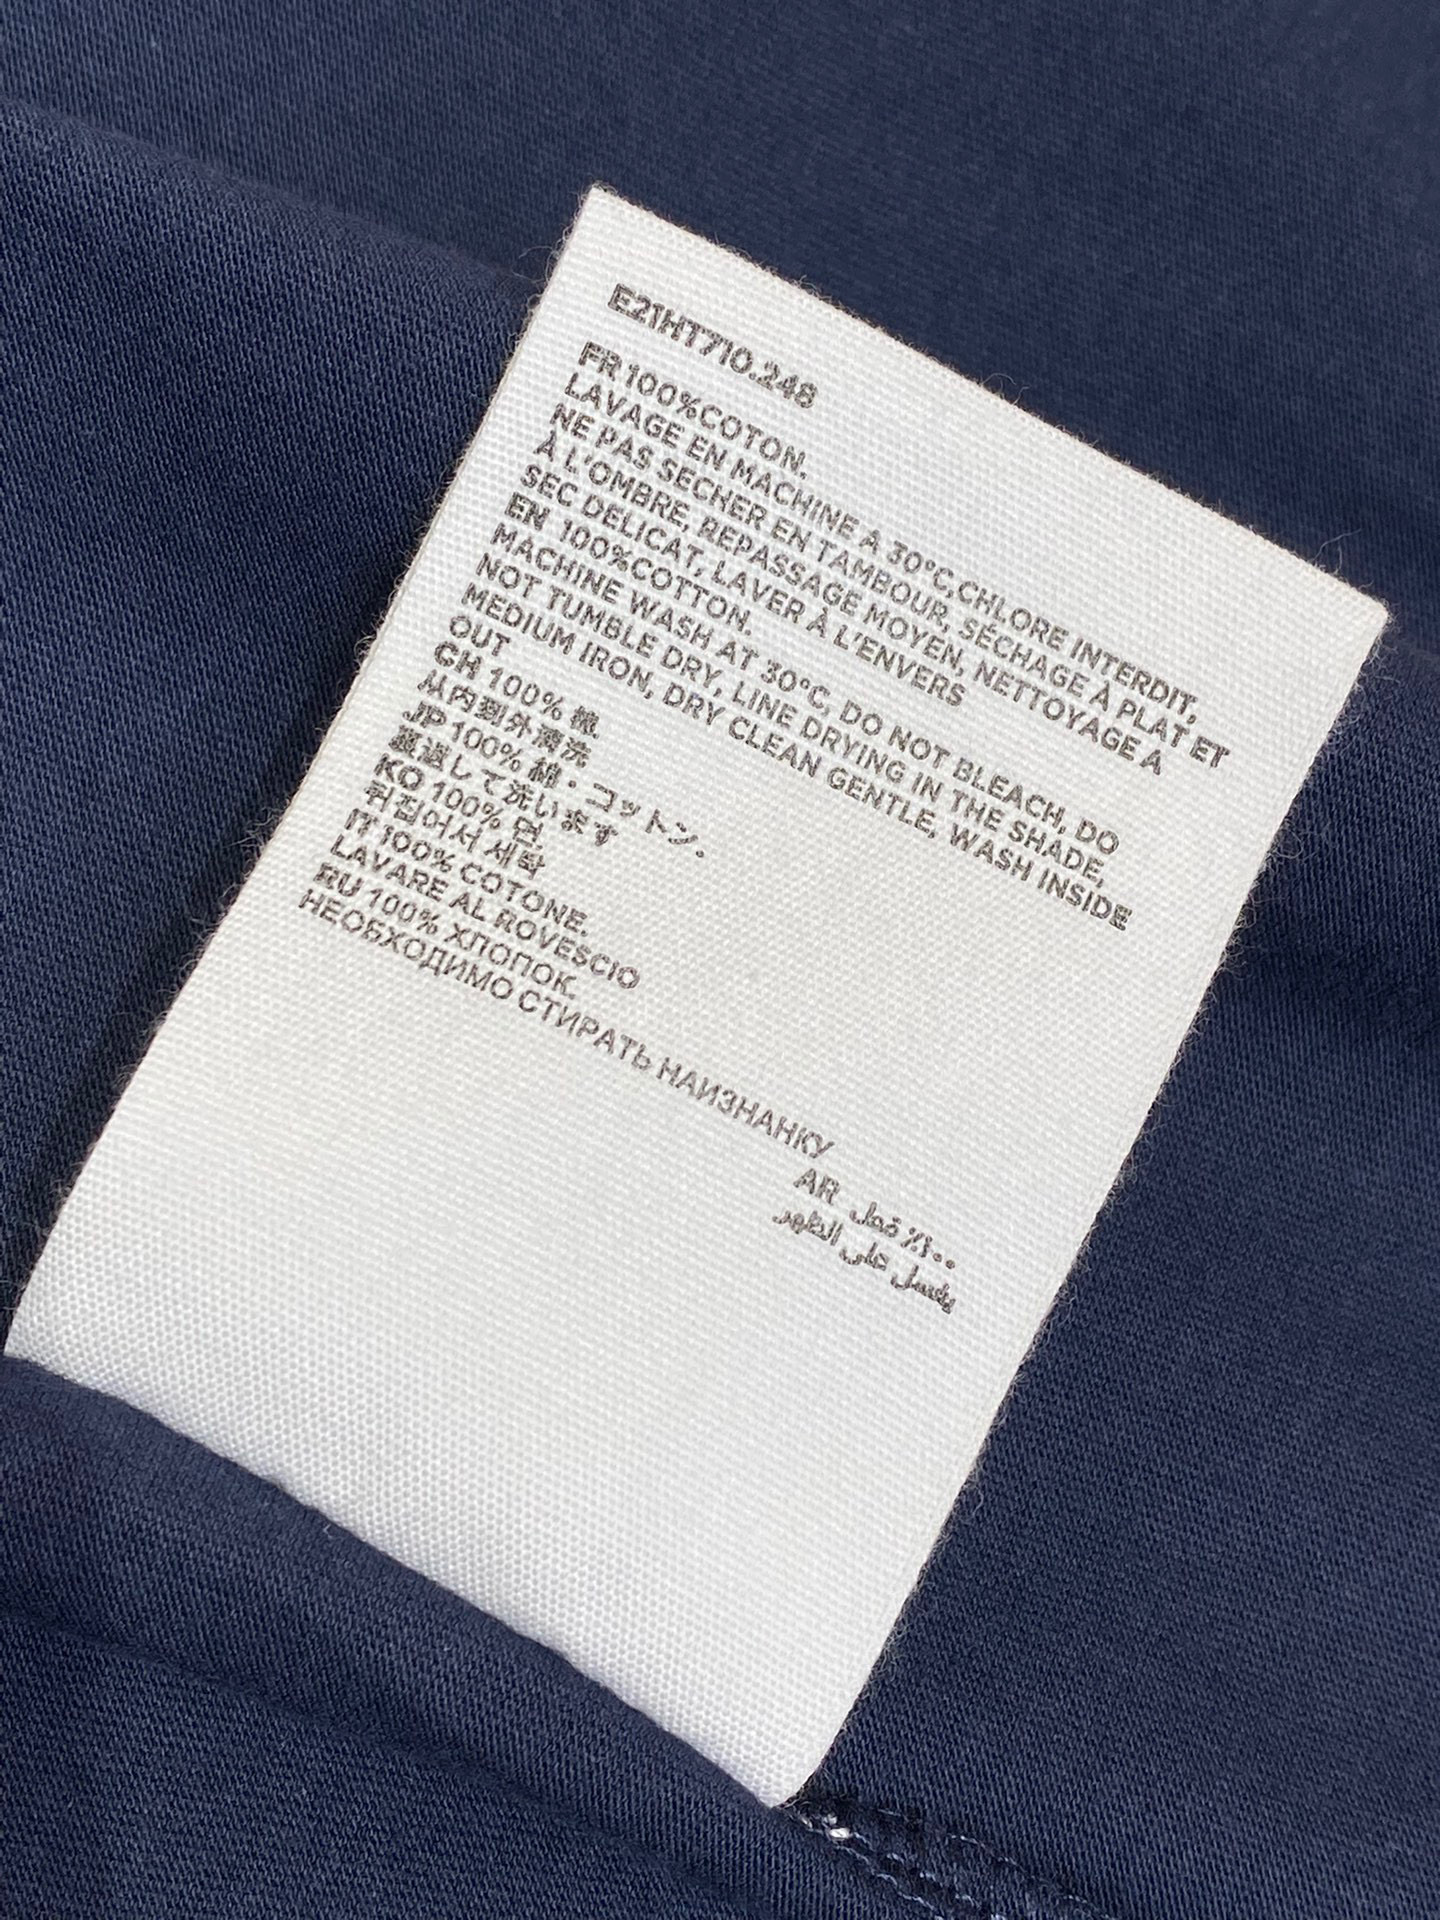 E21HT710.248
FR 100%COTON.
LAVAGE EN MACHINE A 30°C,CHLORE INTERDIT,
NE PAS SECHER EN TAMBOUR, SÉCHAGE À PLAT ET
À L'OMBRE, REPASSAGE MOYEN, NETTOYAGE A
SEC DELICAT, LAVER À L'ENVERS
EN 100%COTTON.
MACHINE WASH AT 30°C, DO NOT BLEACH, DO
NOT TUMBLE DRY, LINE DRYING IN THE SHADE,
MEDIUM IRON, DRY CLEAN GENTLE, WASH INSIDE
OUT
CH 100% 棉
从内到外清洗
JP 100% 綿・コットン.
裏返して洗います
KO 100% 면.
뒤집어서 세탁
IT 100% COTONE.
LAVARE AL ROVESCIO
RU 100% ХЛОПОК.
НЕОБХОДИМО СТИРАТЬ НАИЗНАНКУ
AR ١٠٠٪ قطن
يغسل على الظهر